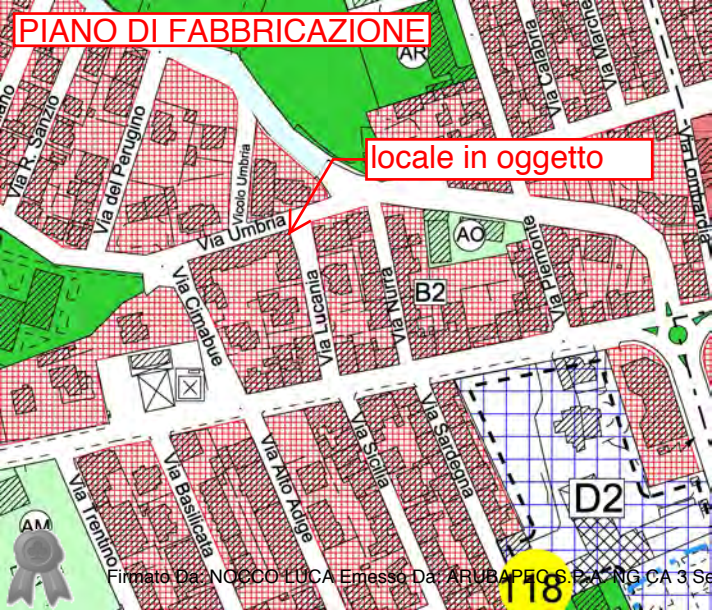 PIANO DI FABBRICAZIONE
AR
Via Calabria
Via Marche
Via R. Sanzio
Via del Perugino
Vicolo Umbria
locale in oggetto
Via Lombardia
Via Umbria
AO
Via Piemonte
Via Cimabue
Via Lucania
Via Nurra
B2
Via Trentino
Via Basilicata
Via Alto Adige
Via Sicilia
Via Sardegna
D2
AM
118
Firmato Da: NOCCO LUCA Emesso Da: ARUBAPEC S.P.A. NG CA 3 Se